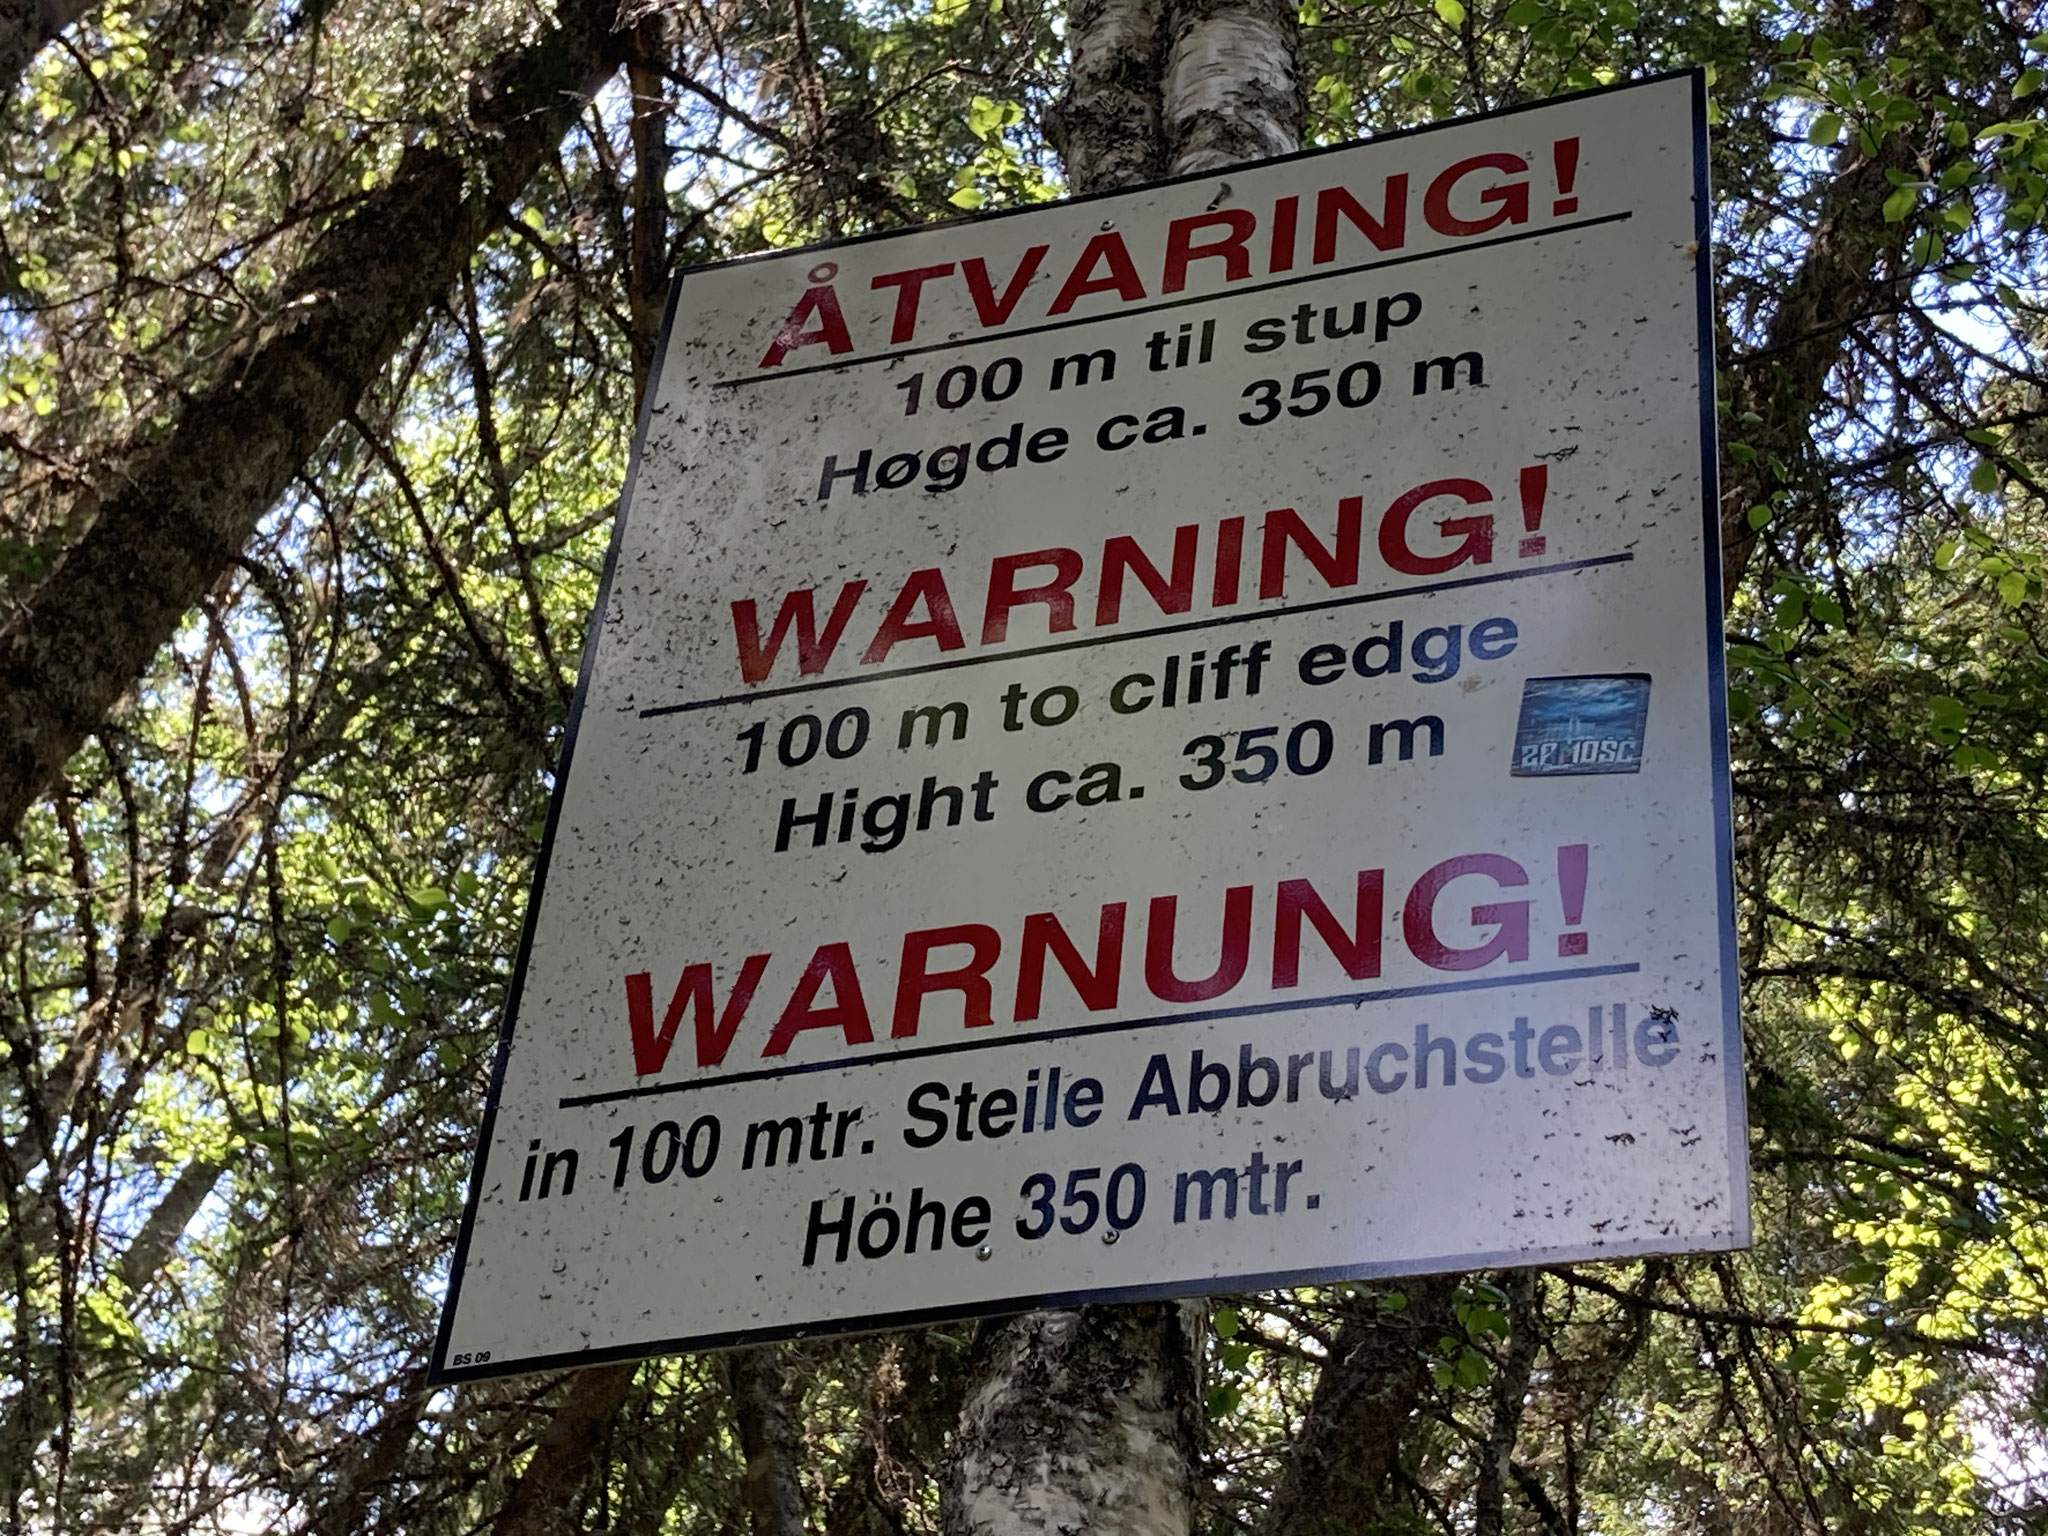 ÅTVARING!
100 m til stup
Høgde ca. 350 m
WARNING!
100 m to cliff edge
Hight ca. 350 m
ZAMOŚĆ
WARNUNG!
in 100 mtr. Steile Abbruchstelle
Höhe 350 mtr.
BS 09